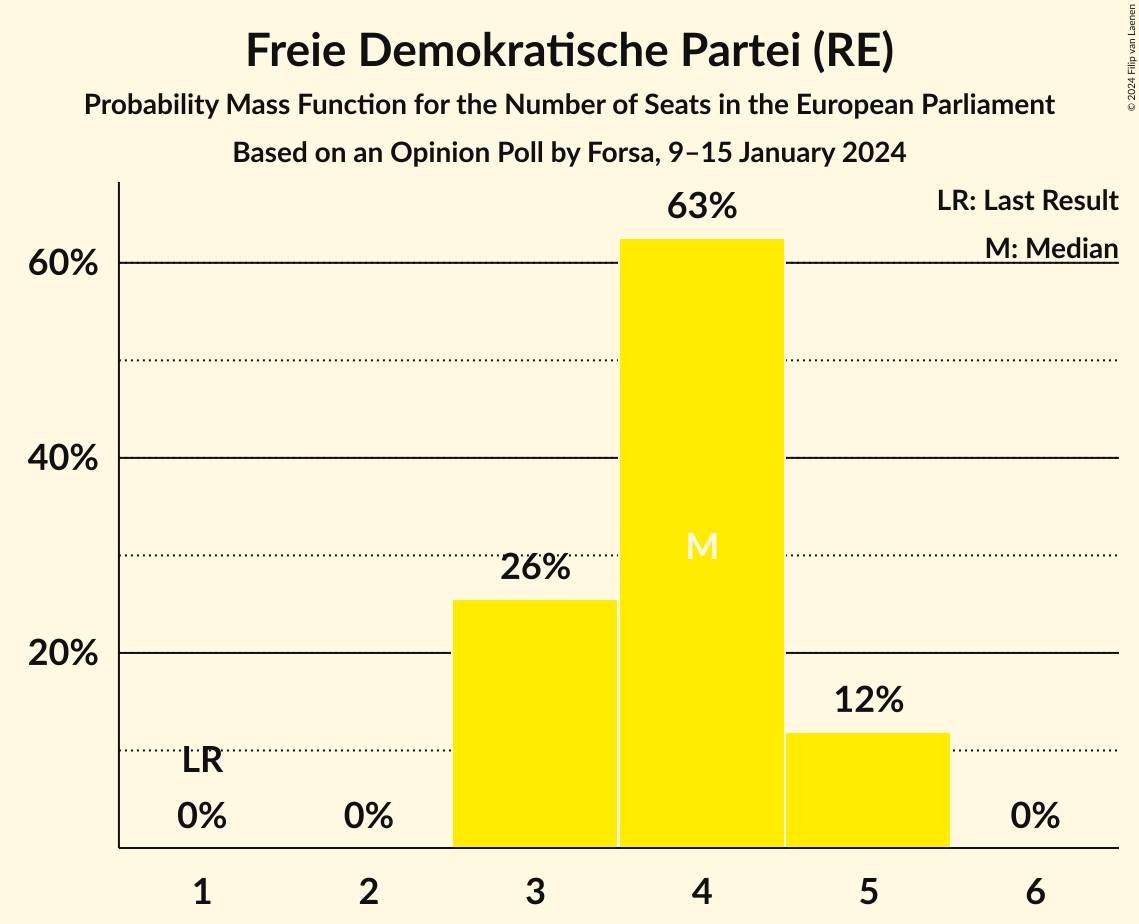 Freie Demokratische Partei (RE)
Probability Mass Function for the Number of Seats in the European Parliament
Based on an Opinion Poll by Forsa, 9–15 January 2024
© 2024 Filip van Laenen
LR: Last Result
M: Median
63%
60%
40%
M
26%
20%
12%
LR
0%
0%
0%
1
2
3
4
5
6